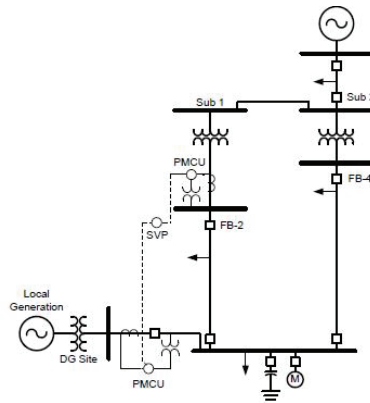 Sub 1
Sub 2
PMCU
FB-4
SVP
FB-2
Local
Generation
DG Site
PMCU
M